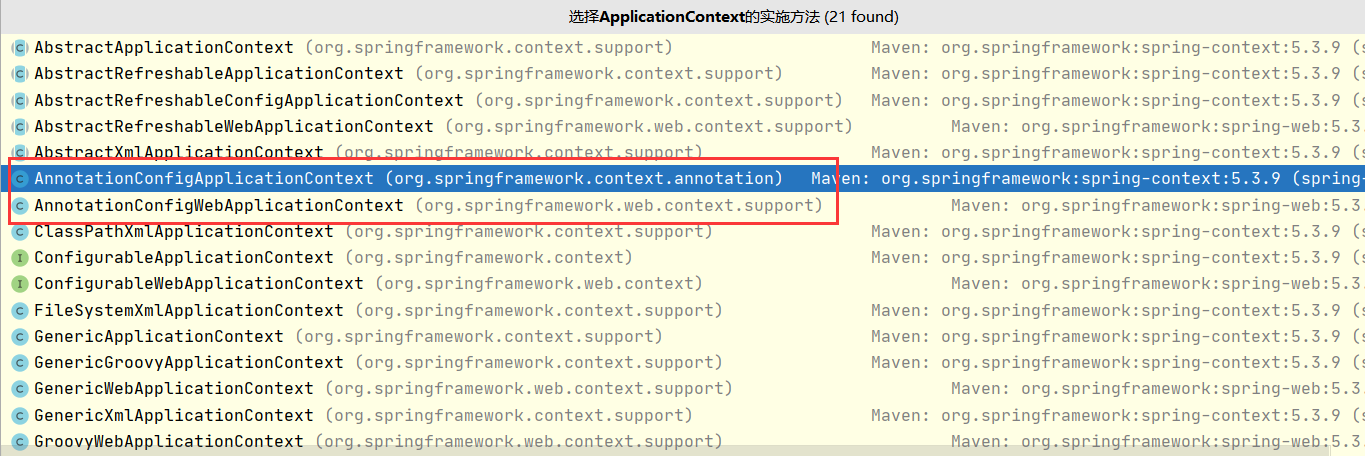 选择ApplicationContext的实施方法 (21 found)
AbstractApplicationContext (org.springframework.context.support) Maven: org.springframework:spring-context:5.3.9 (s
AbstractRefreshableApplicationContext (org.springframework.context.support) Maven: org.springframework:spring-context:5.3.9 (s
AbstractRefreshableConfigApplicationContext (org.springframework.context.support) Maven: org.springframework:spring-context:5.3.9 (s
AbstractRefreshableWebApplicationContext (org.springframework.web.context.support) Maven: org.springframework:spring-web:5.3.
AbstractXmlApplicationContext (org.springframework.context.support) Maven: org.springframework:spring-context:5.3.9 (s
AnnotationConfigApplicationContext (org.springframework.context.annotation) Maven: org.springframework:spring-context:5.3.9 (spring-
AnnotationConfigWebApplicationContext (org.springframework.web.context.support) Maven: org.springframework:spring-web:5.3.
ClassPathXmlApplicationContext (org.springframework.context.support) Maven: org.springframework:spring-context:5.3.9 (s
ConfigurableApplicationContext (org.springframework.context) Maven: org.springframework:spring-context:5.3.9 (s
ConfigurableWebApplicationContext (org.springframework.web.context) Maven: org.springframework:spring-web:5.3.
FileSystemXmlApplicationContext (org.springframework.context.support) Maven: org.springframework:spring-context:5.3.9 (s
GenericApplicationContext (org.springframework.context.support) Maven: org.springframework:spring-context:5.3.9 (s
GenericGroovyApplicationContext (org.springframework.context.support) Maven: org.springframework:spring-context:5.3.9 (s
GenericWebApplicationContext (org.springframework.web.context.support) Maven: org.springframework:spring-web:5.3.
GenericXmlApplicationContext (org.springframework.context.support) Maven: org.springframework:spring-context:5.3.9 (s
GroovyWebApplicationContext (org.springframework.web.context.support) Maven: org.springframework:spring-web:5.3.